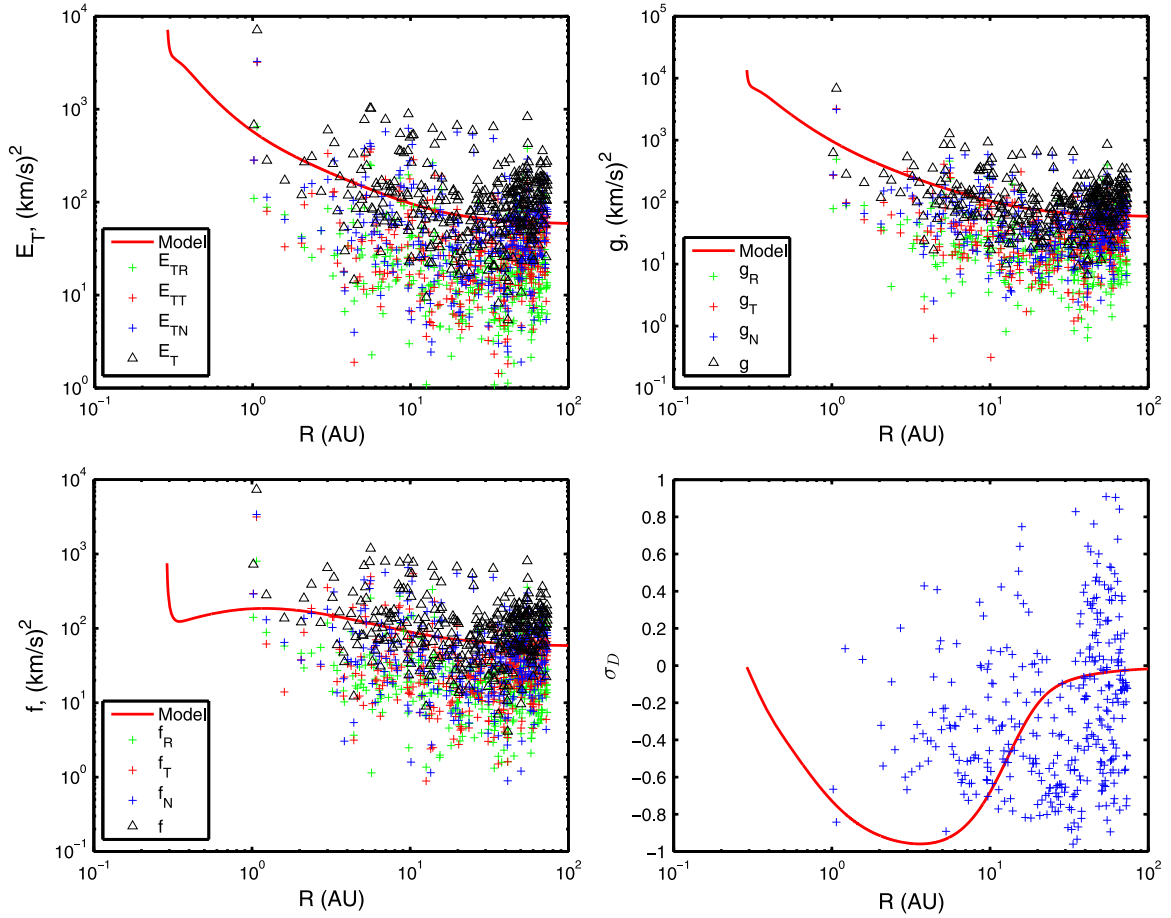 10^4
10^3
10^2
10^1
10^0
E_T, (km/s)^2
Model
E_TR
E_TT
E_TN
E_T
10^-1 10^0 10^1 10^2
R (AU)
10^5
10^4
10^3
10^2
10^1
10^0
10^-1
g, (km/s)^2
Model
g_R
g_T
g_N
g
10^-1 10^0 10^1 10^2
R (AU)
10^4
10^3
10^2
10^1
10^0
10^-1
f, (km/s)^2
Model
f_R
f_T
f_N
f
10^-1 10^0 10^1 10^2
R (AU)
1
0.8
0.6
0.4
0.2
0
−0.2
−0.4
−0.6
−0.8
−1
σ_D
10^-1 10^0 10^1 10^2
R (AU)